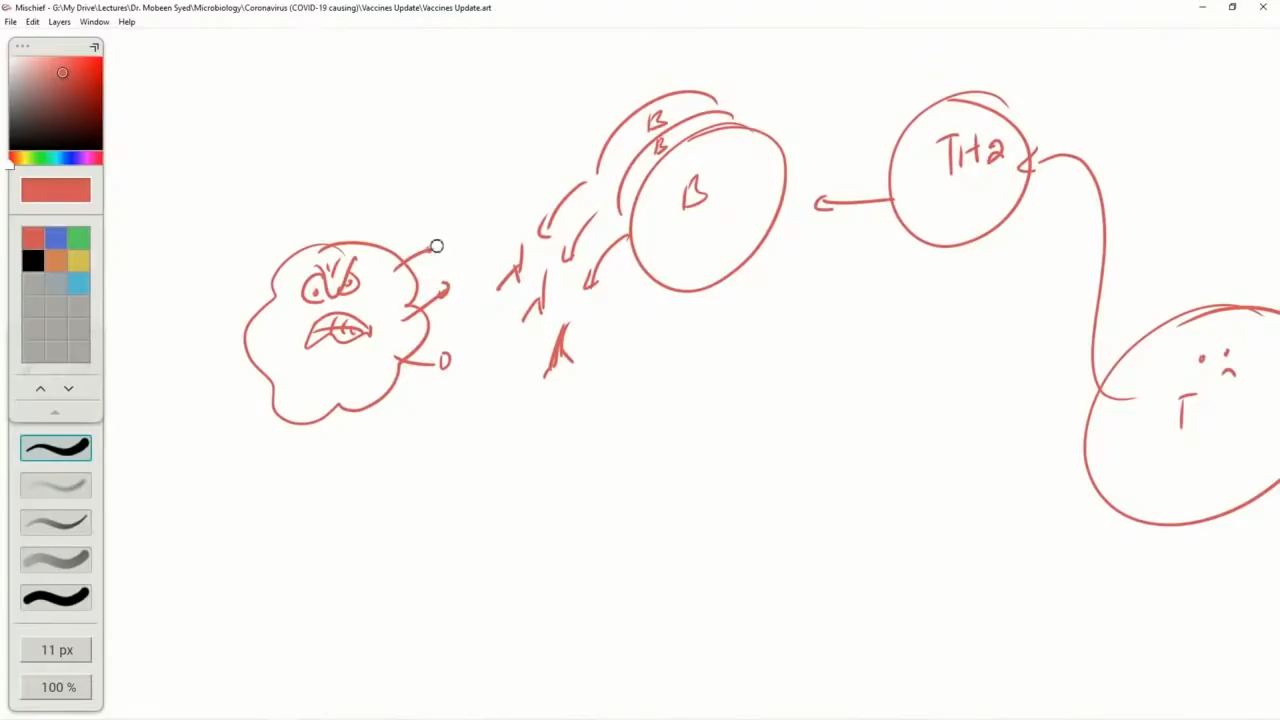 Mischief - G:\My Drive\Lectures\Dr. Mobeen Syed\Microbiology\Coronavirus (COVID-19 causing)\Vaccines Update\Vaccines Update.art
File Edit Layers Window Help
B
B
B
TH2
T
11 px
100 %